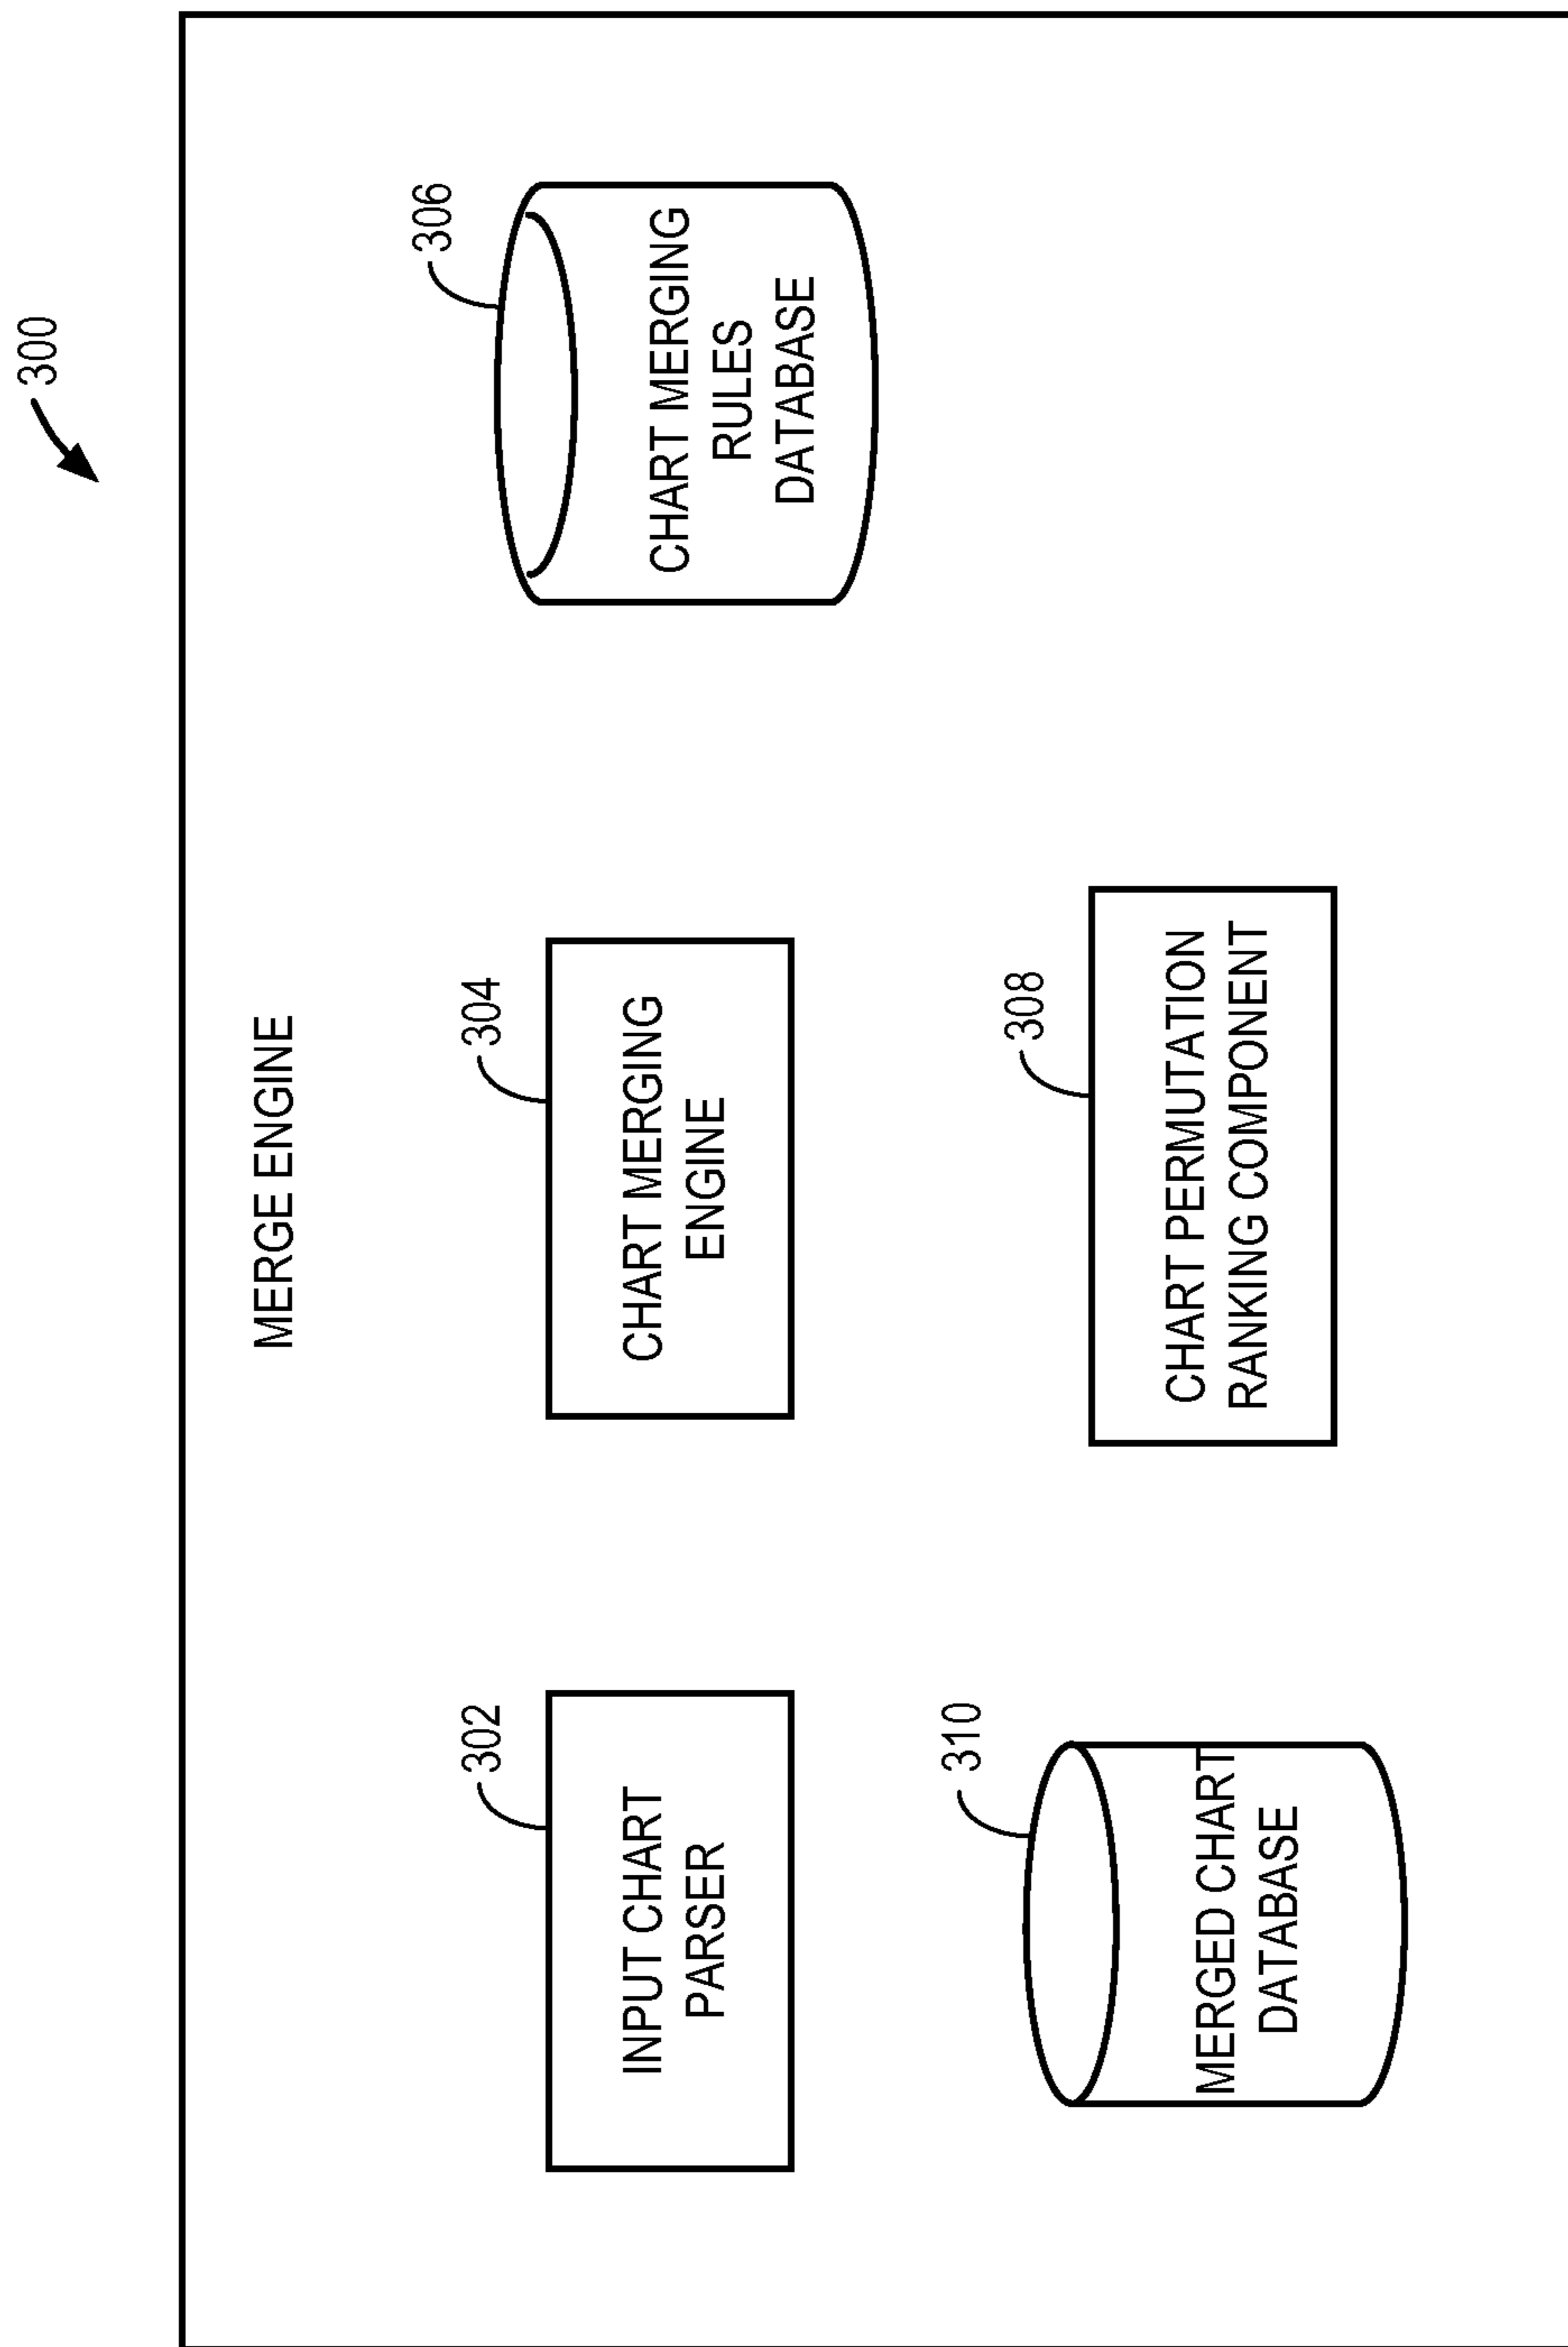 300
MERGE ENGINE
302
INPUT CHART
PARSER
304
CHART MERGING
ENGINE
306
CHART MERGING
RULES
DATABASE
310
MERGED CHART
DATABASE
308
CHART PERMUTATION
RANKING COMPONENT